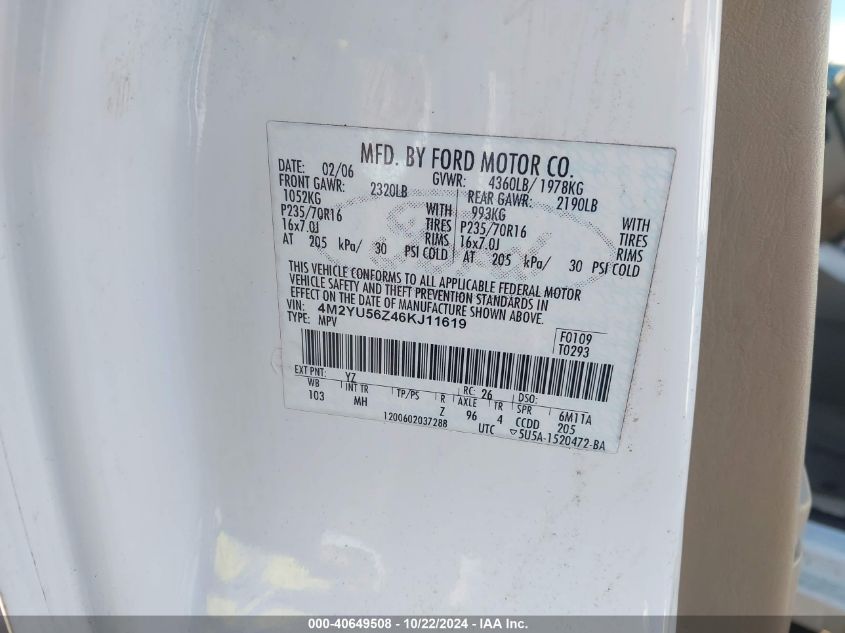 MFD. BY FORD MOTOR CO.
DATE: 02/06 GVWR: 4360LB/ 1978KG
FRONT GAWR: 2320LB REAR GAWR: 2190LB
1052KG WITH 993KG WITH
P235/70R16 TIRES P235/70R16 TIRES
16x7.0J RIMS 16x7.0J RIMS
AT 205 kPa/ 30 PSI COLD AT 205 kPa/ 30 PSI COLD
THIS VEHICLE CONFORMS TO ALL APPLICABLE FEDERAL MOTOR
VEHICLE SAFETY AND THEFT PREVENTION STANDARDS IN
EFFECT ON THE DATE OF MANUFACTURE SHOWN ABOVE.
VIN: 4M2YU56Z46KJ11619
TYPE: MPV
F0109
T0293
EXT PNT: YZ RC: 26 DSO:
WB INT TR TP/PS R AXLE TR SPR 6M11A
103 MH Z 96 4 CCDD 205
1200602037288 UTC ▽5U5A-1520472-BA
000-40649508 - 10/22/2024 - IAAI.com